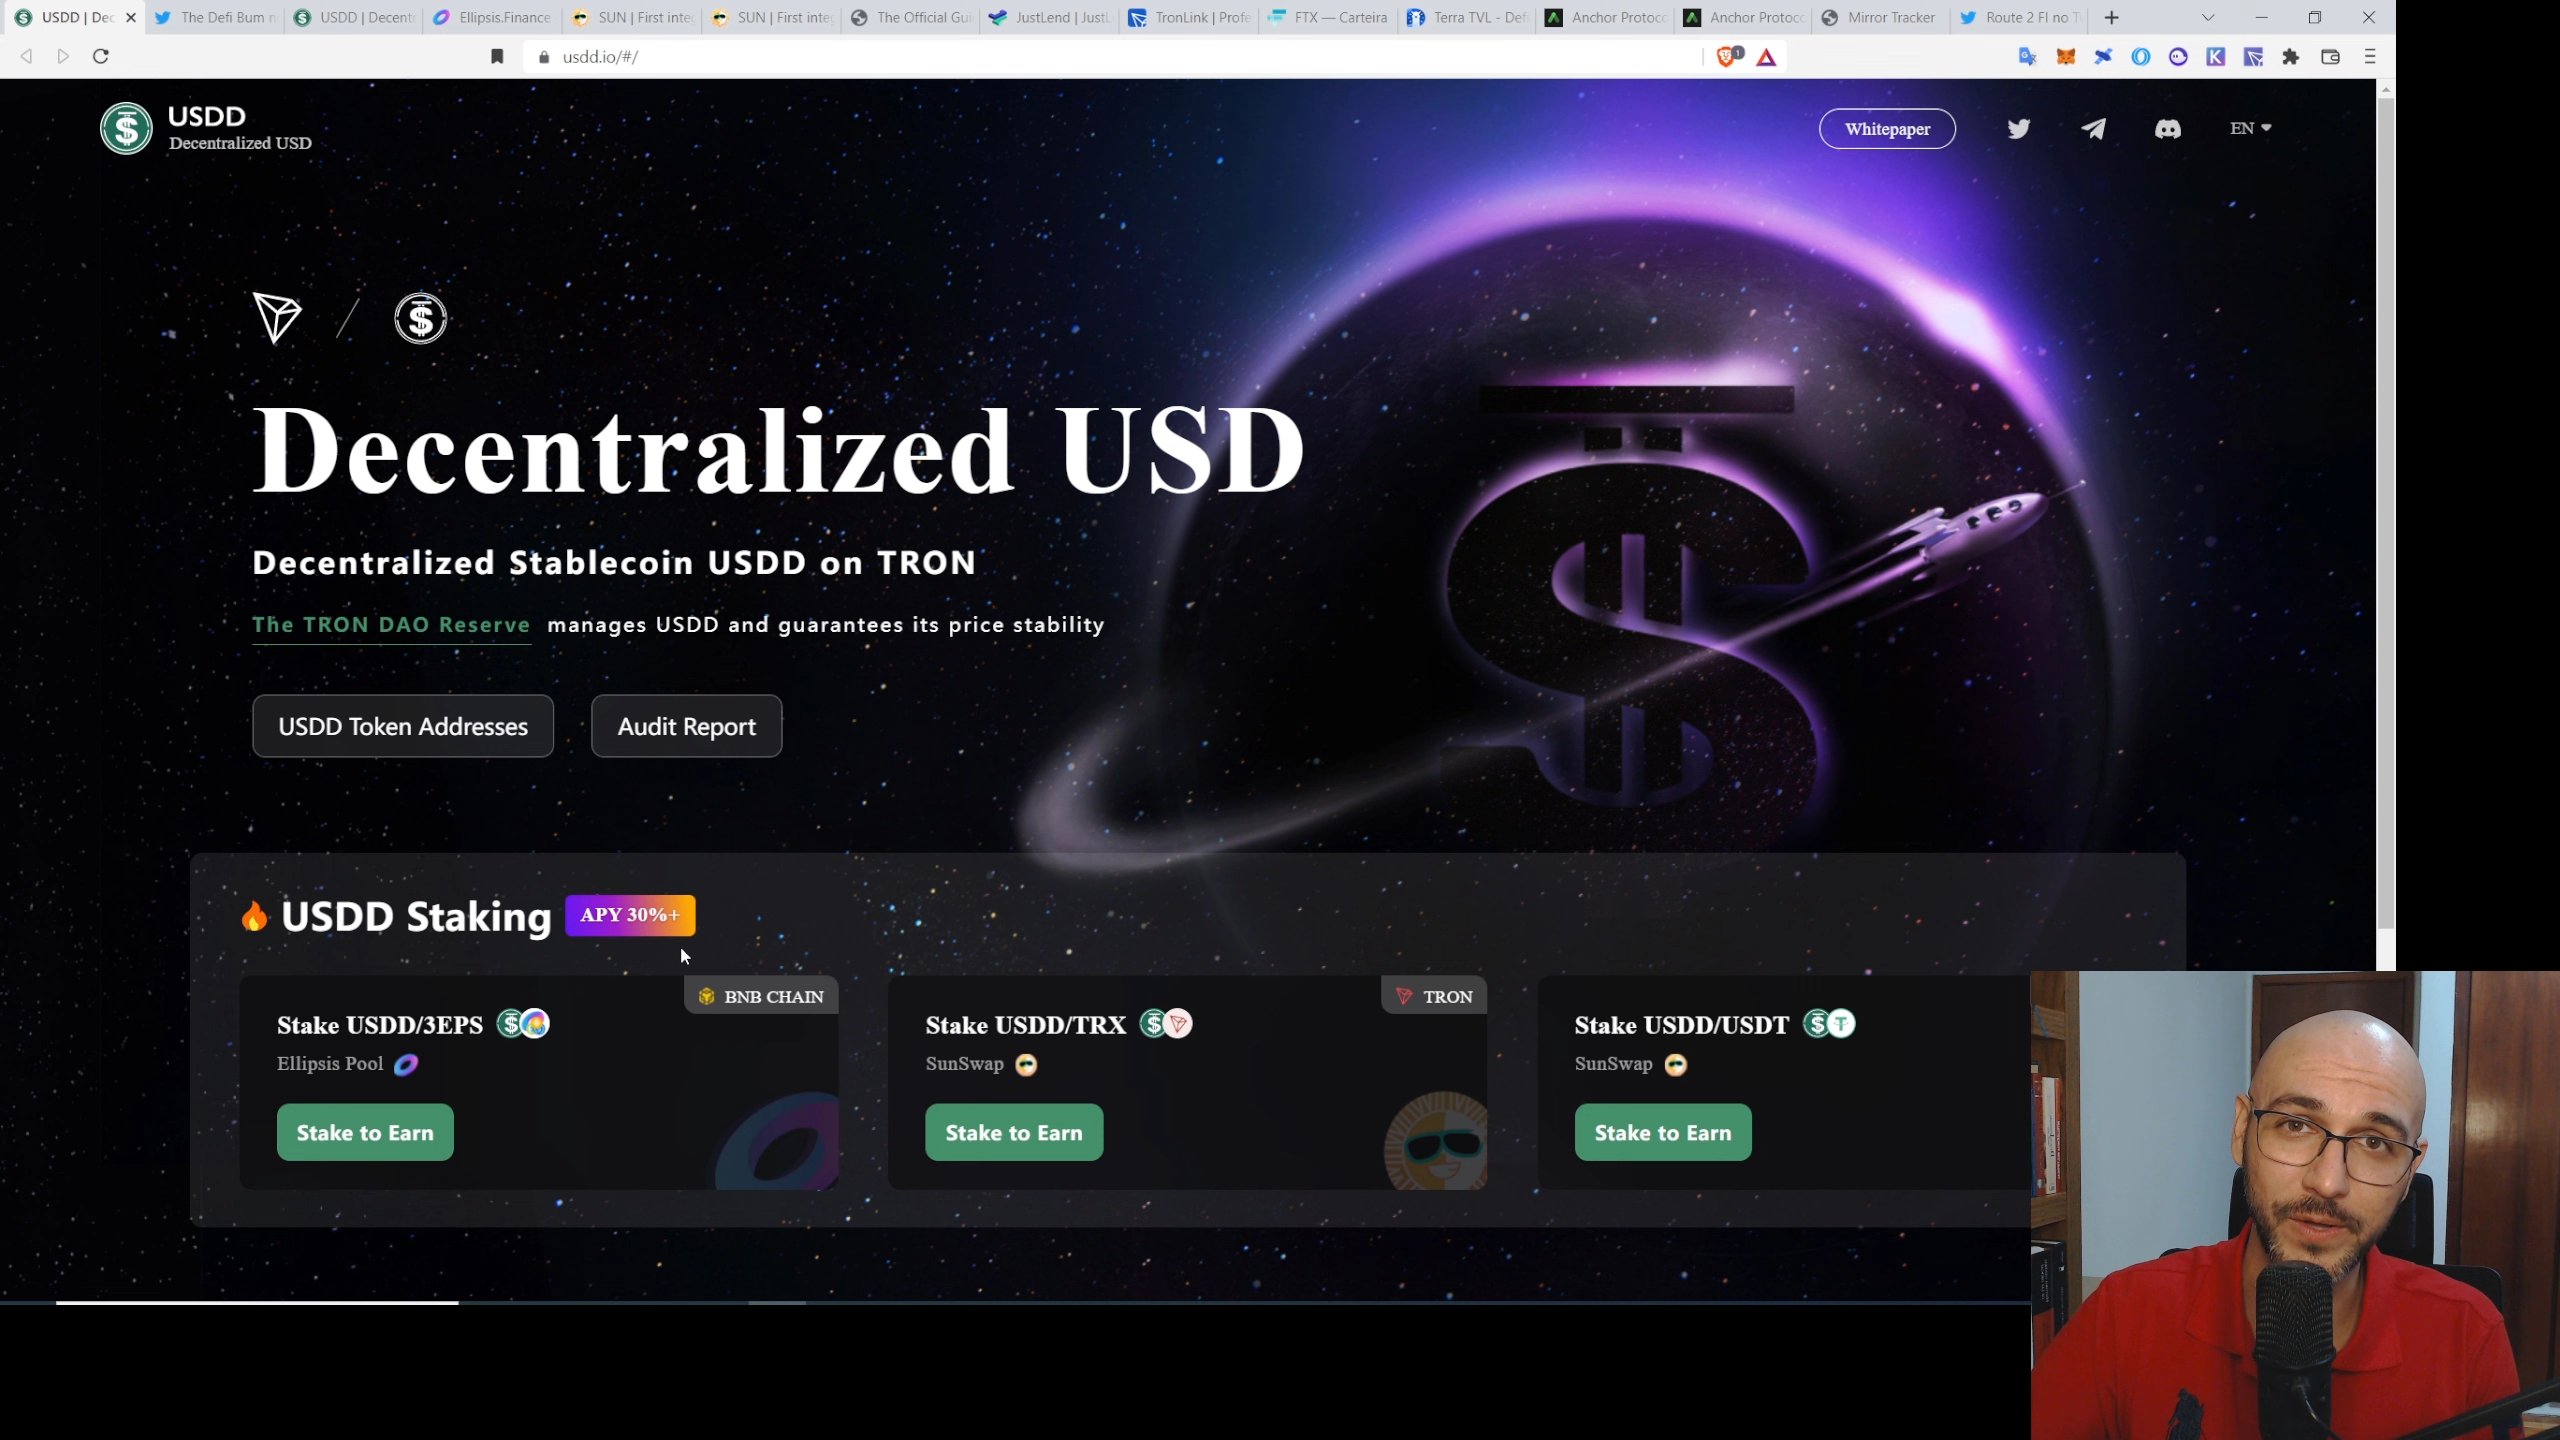 USDD | Dec
The Defi Bum n
USDD | Decentr
Ellipsis.Finance
SUN | First inte
SUN | First inte
The Official Gui
JustLend | JustL
TronLink | Profe
FTX — Carteira
Terra TVL - Defi
Anchor Protoco
Anchor Protoco
Mirror Tracker
Route 2 FI no T
usdd.io/#/
1
USDD
Decentralized USD
Whitepaper
EN
Decentralized USD
Decentralized Stablecoin USDD on TRON
The TRON DAO Reserve manages USDD and guarantees its price stability
USDD Token Addresses
Audit Report
USDD Staking
APY 30%+
BNB CHAIN
Stake USDD/3EPS
Ellipsis Pool
Stake to Earn
TRON
Stake USDD/TRX
SunSwap
Stake to Earn
Stake USDD/USDT
SunSwap
Stake to Earn